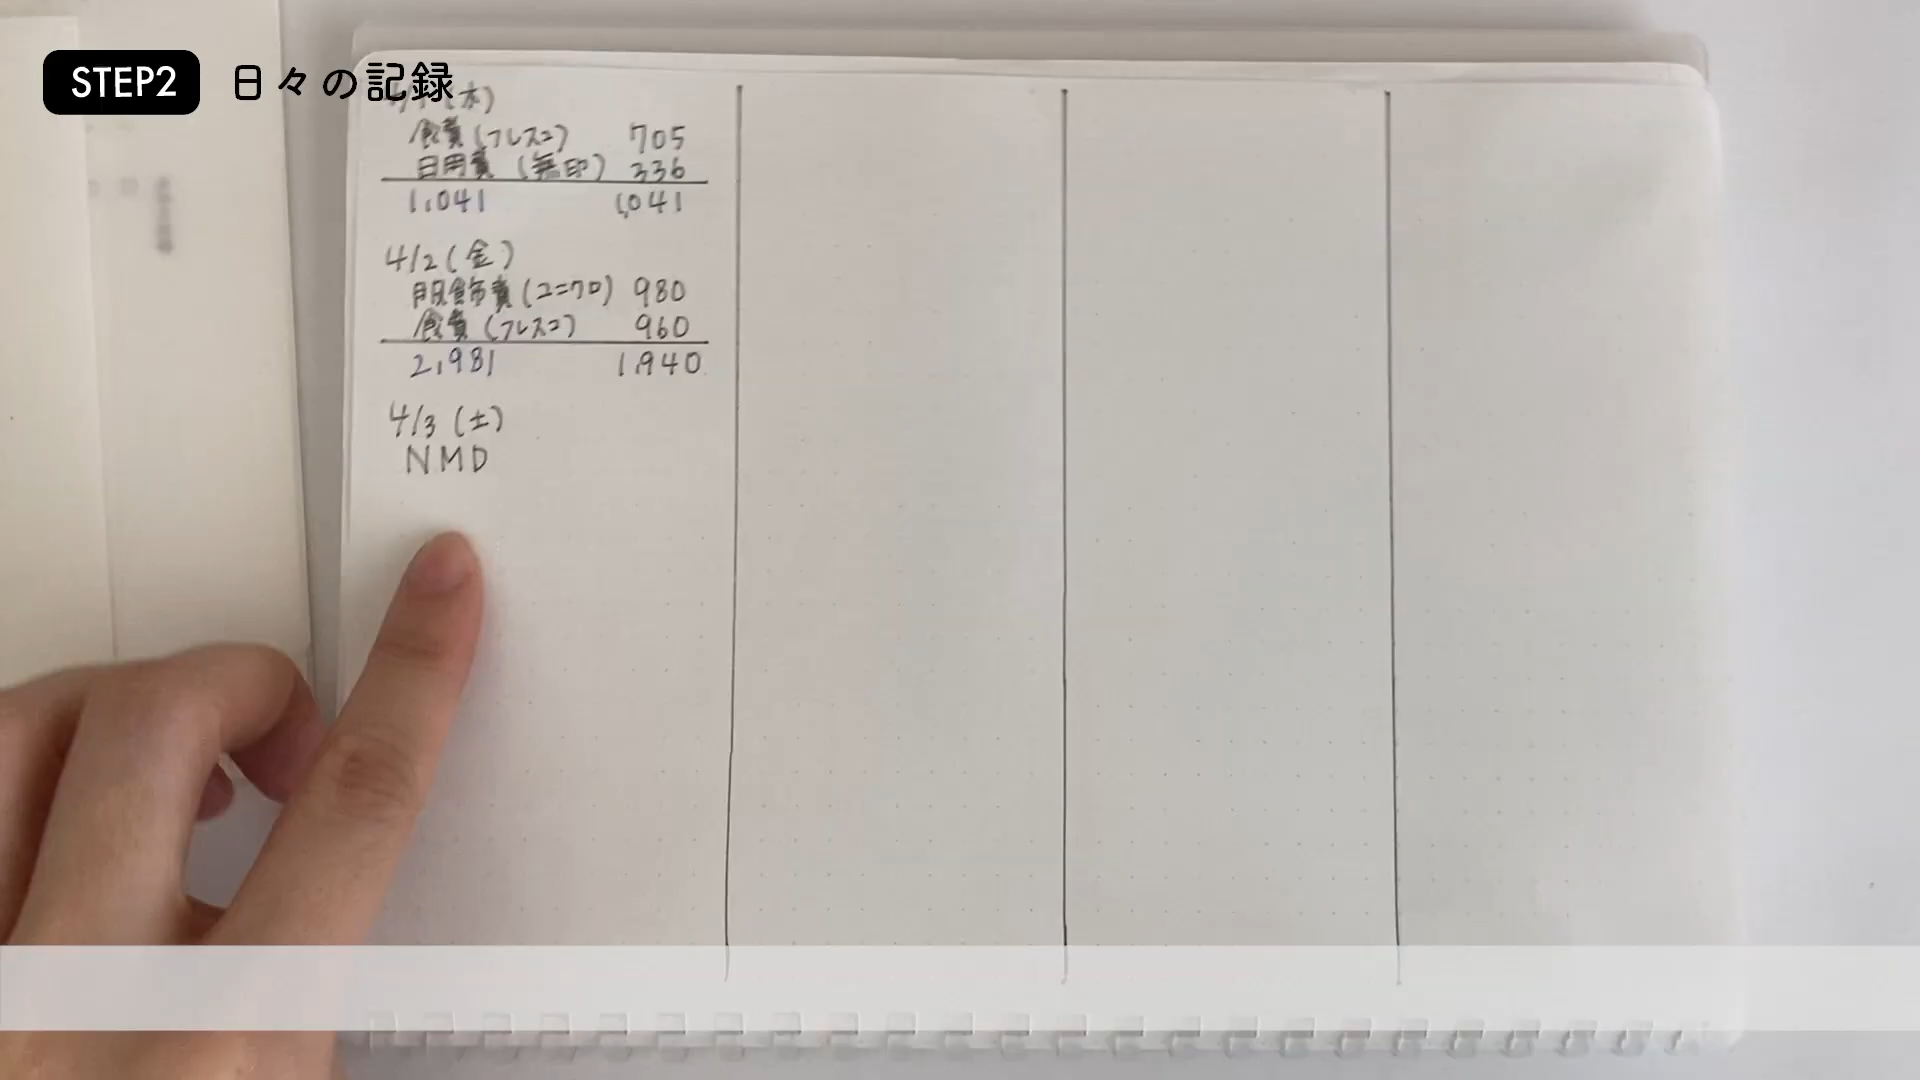 STEP2 日々の記録
(木)
食費(フレスコ) 705
日用費(無印) 336
1,041 1,041
4/2(金)
服飾費(ユニクロ) 980
食費(フレスコ) 960
2,981 1,940
4/3(土)
NMD